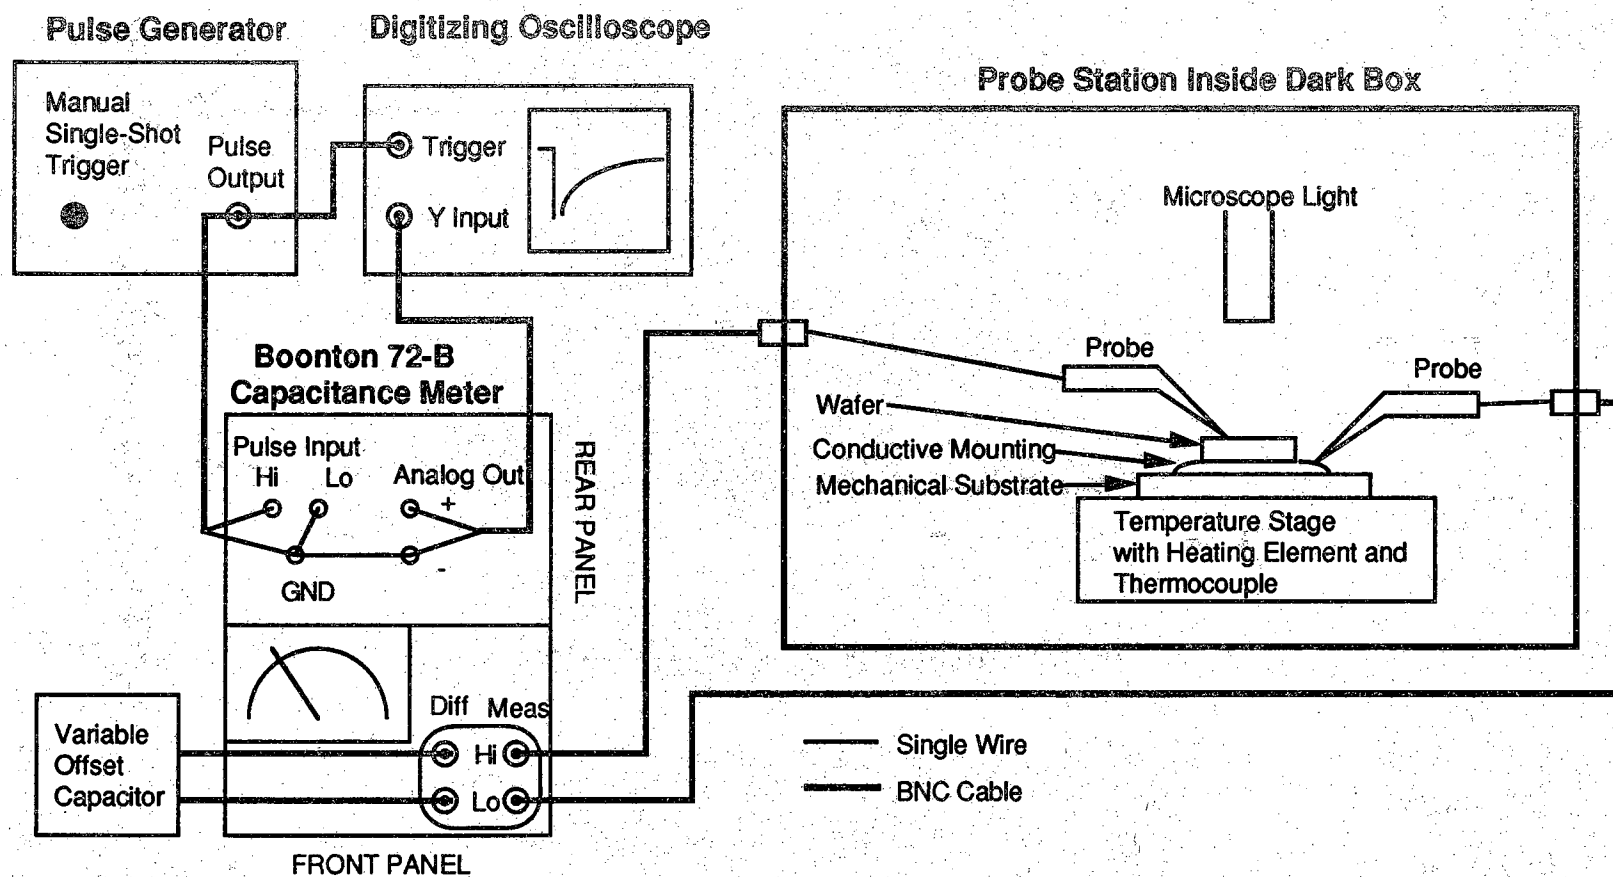 Pulse Generator
Digitizing Oscilloscope
Probe Station Inside Dark Box
Manual
Single-Shot
Trigger
Pulse
Output
Trigger
Y Input
Microscope Light
Boonton 72-B
Capacitance Meter
Pulse Input
Hi
Lo
Analog Out
+
-
GND
REAR PANEL
Probe
Probe
Wafer
Conductive Mounting
Mechanical Substrate
Temperature Stage
with Heating Element and
Thermocouple
Variable
Offset
Capacitor
Diff
Meas
Hi
Lo
Single Wire
BNC Cable
FRONT PANEL